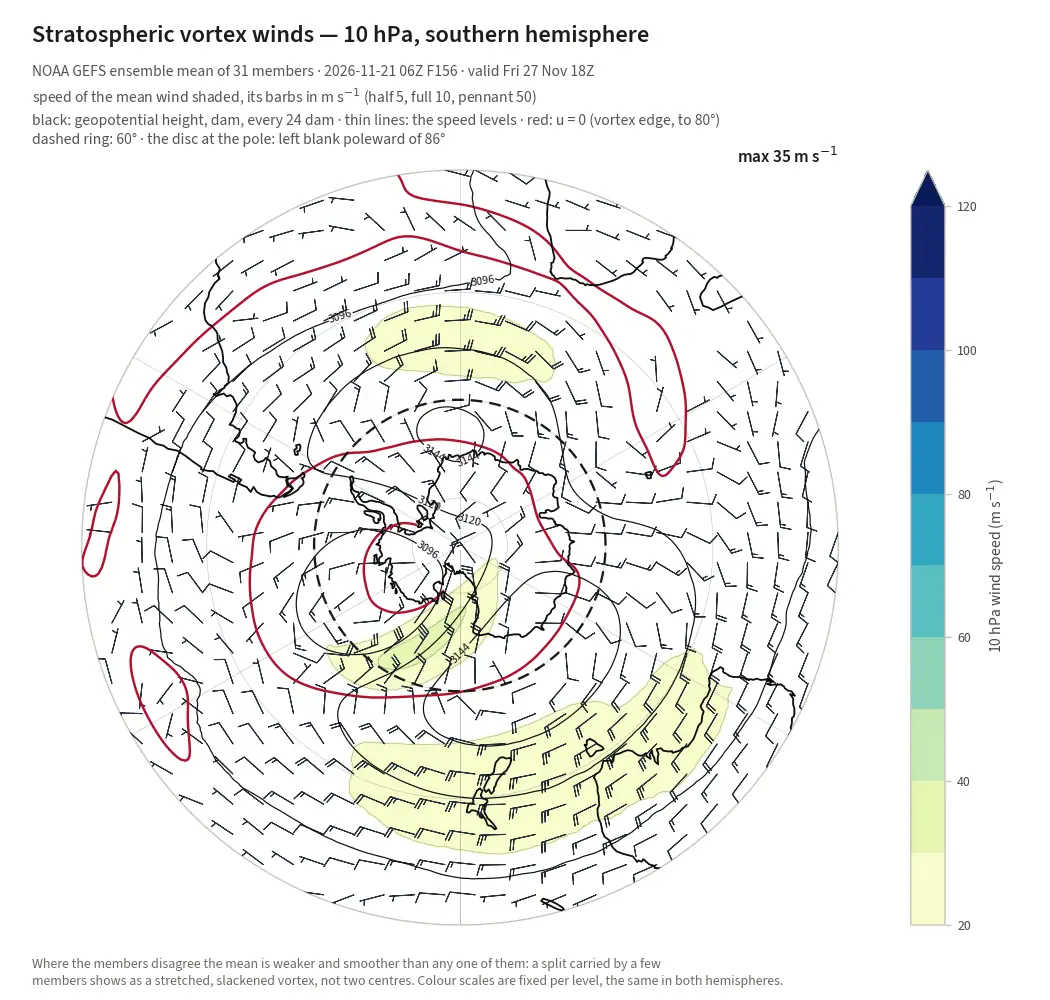 Stratospheric vortex winds — 10 hPa, southern hemisphere
NOAA GEFS ensemble mean of 31 members · 2026-11-21 06Z F156 · valid Fri 27 Nov 18Z
speed of the mean wind shaded, its barbs in m s⁻¹ (half 5, full 10, pennant 50)
black: geopotential height, dam, every 24 dam · thin lines: the speed levels · red: u = 0 (vortex edge, to 80°)
dashed ring: 60° · the disc at the pole: left blank poleward of 86°
max 35 m s⁻¹
120
100
80
60
40
20
10 hPa wind speed (m s⁻¹)
3096
3096
3144
3120
3120
3096
3144
Where the members disagree the mean is weaker and smoother than any one of them: a split carried by a few
members shows as a stretched, slackened vortex, not two centres. Colour scales are fixed per level, the same in both hemispheres.